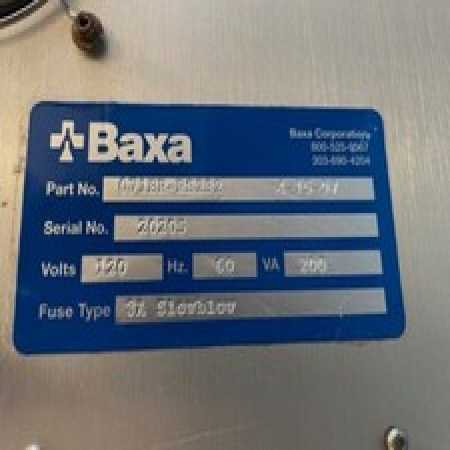 Baxa
Baxa Corporation
800-525-9567
303-690-4204
Part No.
Serial No. 20205
Volts 120 Hz. 60 VA 200
Fuse Type 3A Slowblow